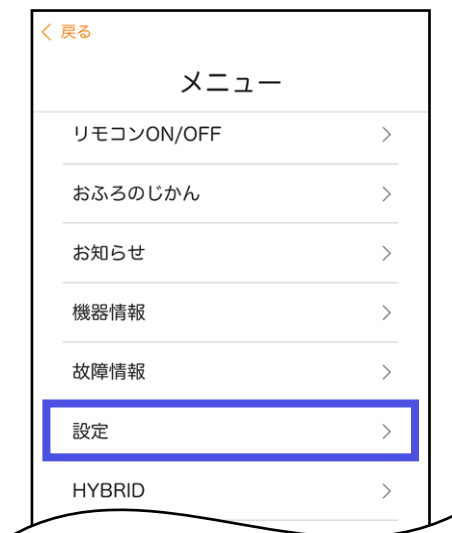 戻る
メニュー
リモコンON/OFF
おふろのじかん
お知らせ
機器情報
故障情報
設定
HYBRID